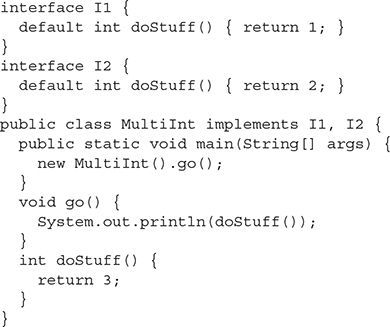 interface I1 {
  default int doStuff() { return 1; }
}
interface I2 {
  default int doStuff() { return 2; }
}
public class MultiInt implements I1, I2 {
  public static void main(String[] args) {
    new MultiInt().go();
  }
  void go() {
    System.out.println(doStuff());
  }
  int doStuff() {
    return 3;
  }
}